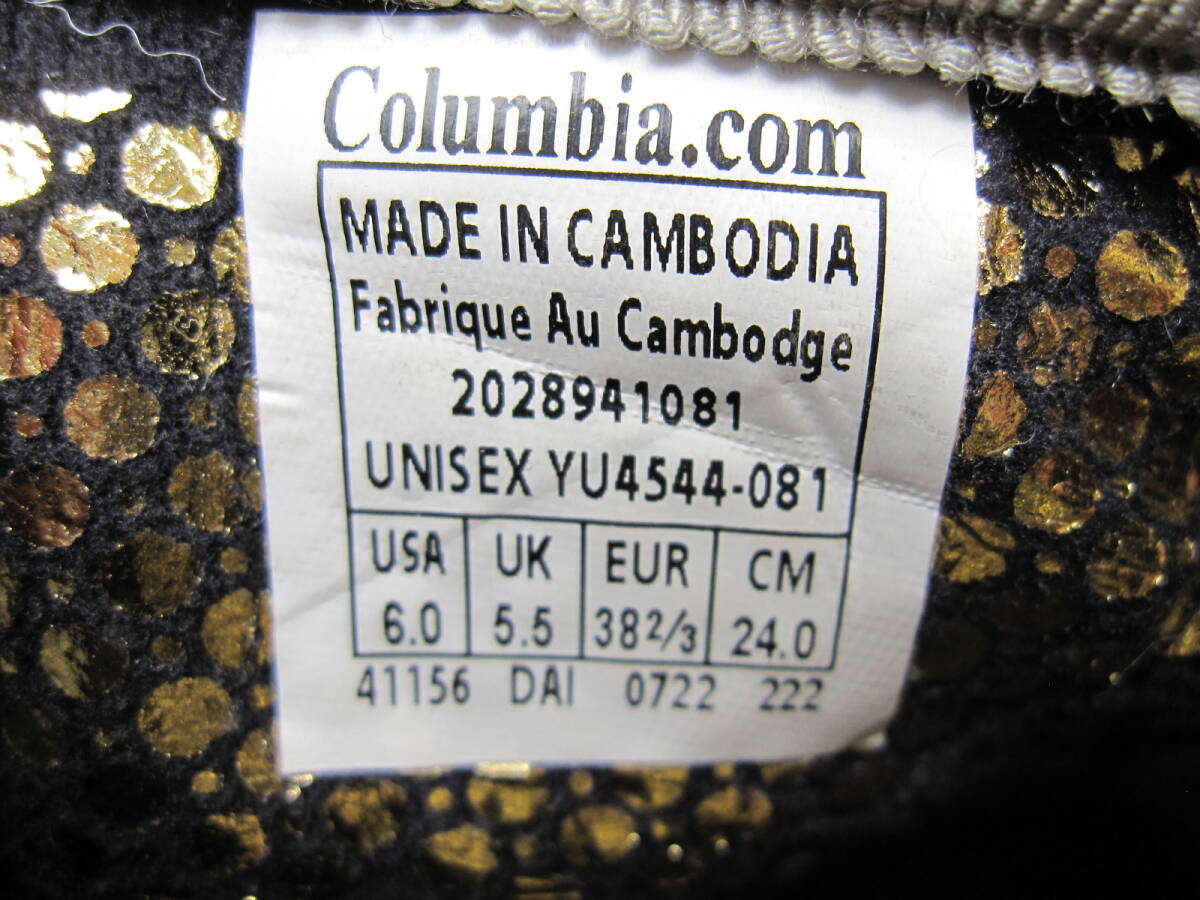 Columbia.com
MADE IN CAMBODIA
Fabrique Au Cambodge
2028941081
UNISEX YU4544-081
USA UK EUR CM
6.0 5.5 38 2/3 24.0
41156 DAI 0722 222